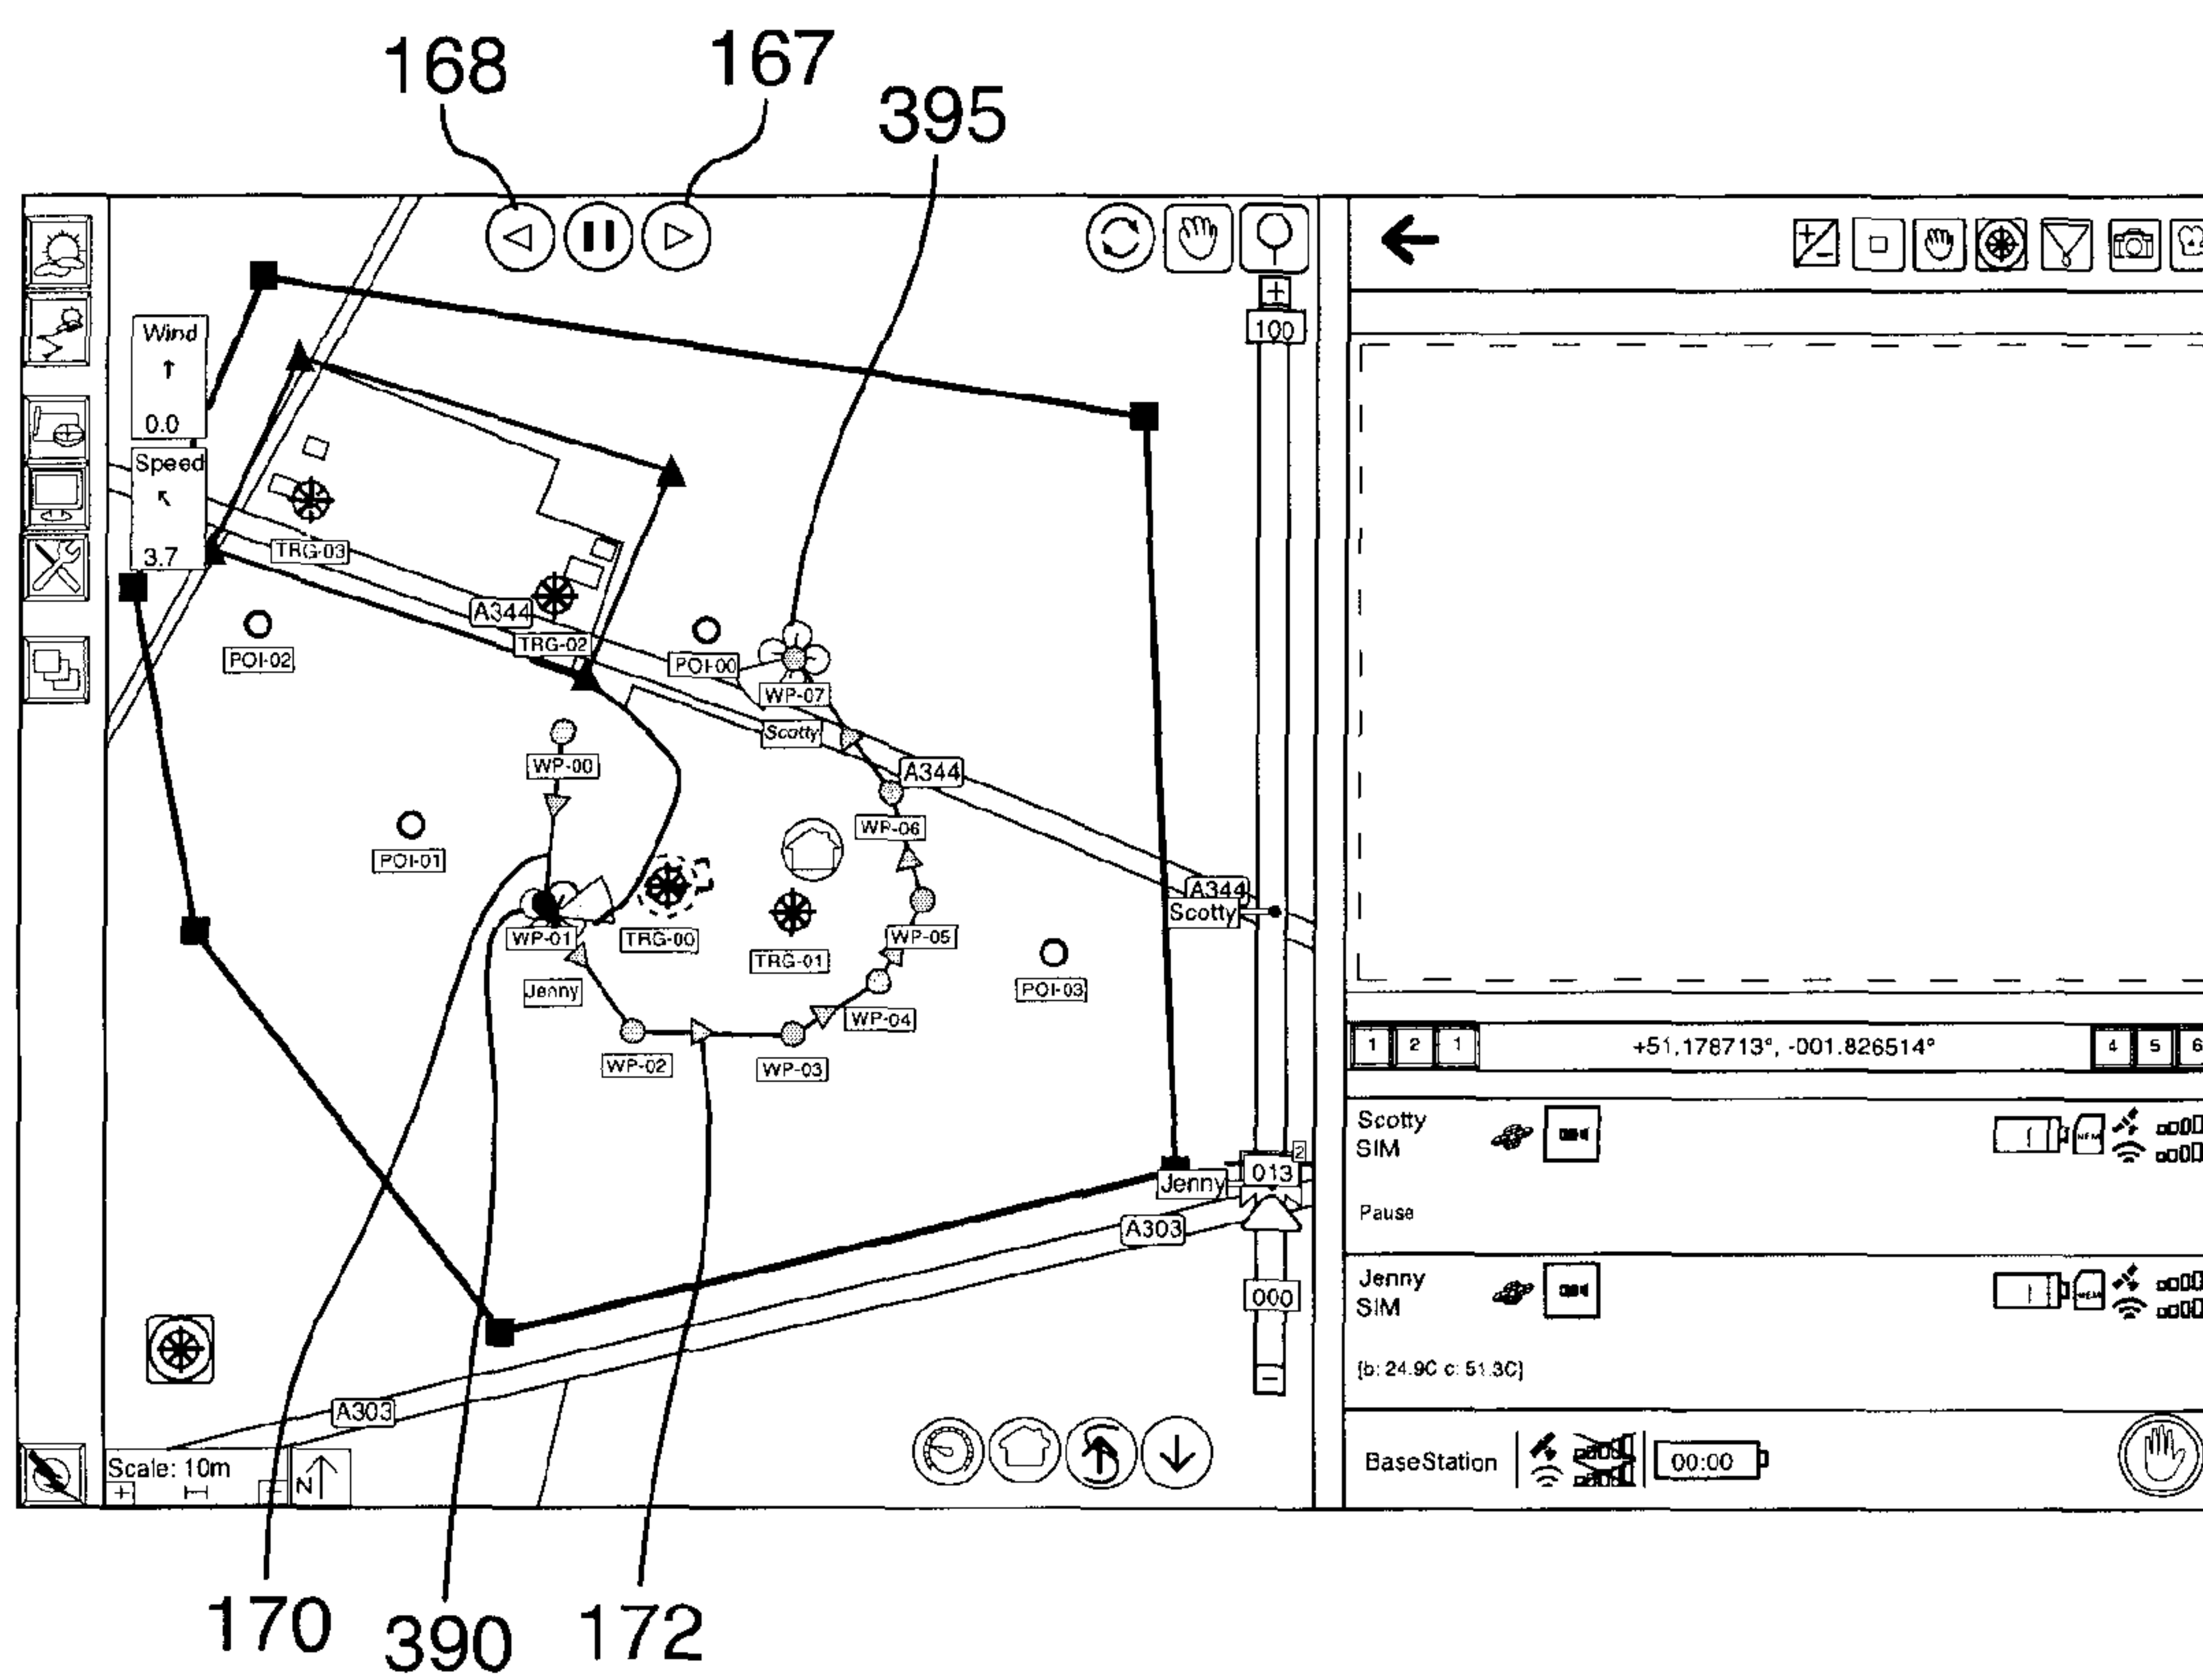 168
167
395
100
Wind
0.0
Speed
3.7
TRG-03
A344
TRG-02
POI-02
POI-00
WP-07
Scotty
WP-00
A344
WP-06
POI-01
A344
Scotty
WP-01
TRG-00
TRG-01
WP-05
POI-03
Jenny
WP-04
WP-02
WP-03
1 2 1 +51.178713°, -001.826514° 4 5 6
Scotty
SIM
Pause
2
013
Jenny
A303
000
Jenny
SIM
[b: 24.9C c: 51.3C]
A303
Scale: 10m
N
BaseStation 00:00
170
390
172